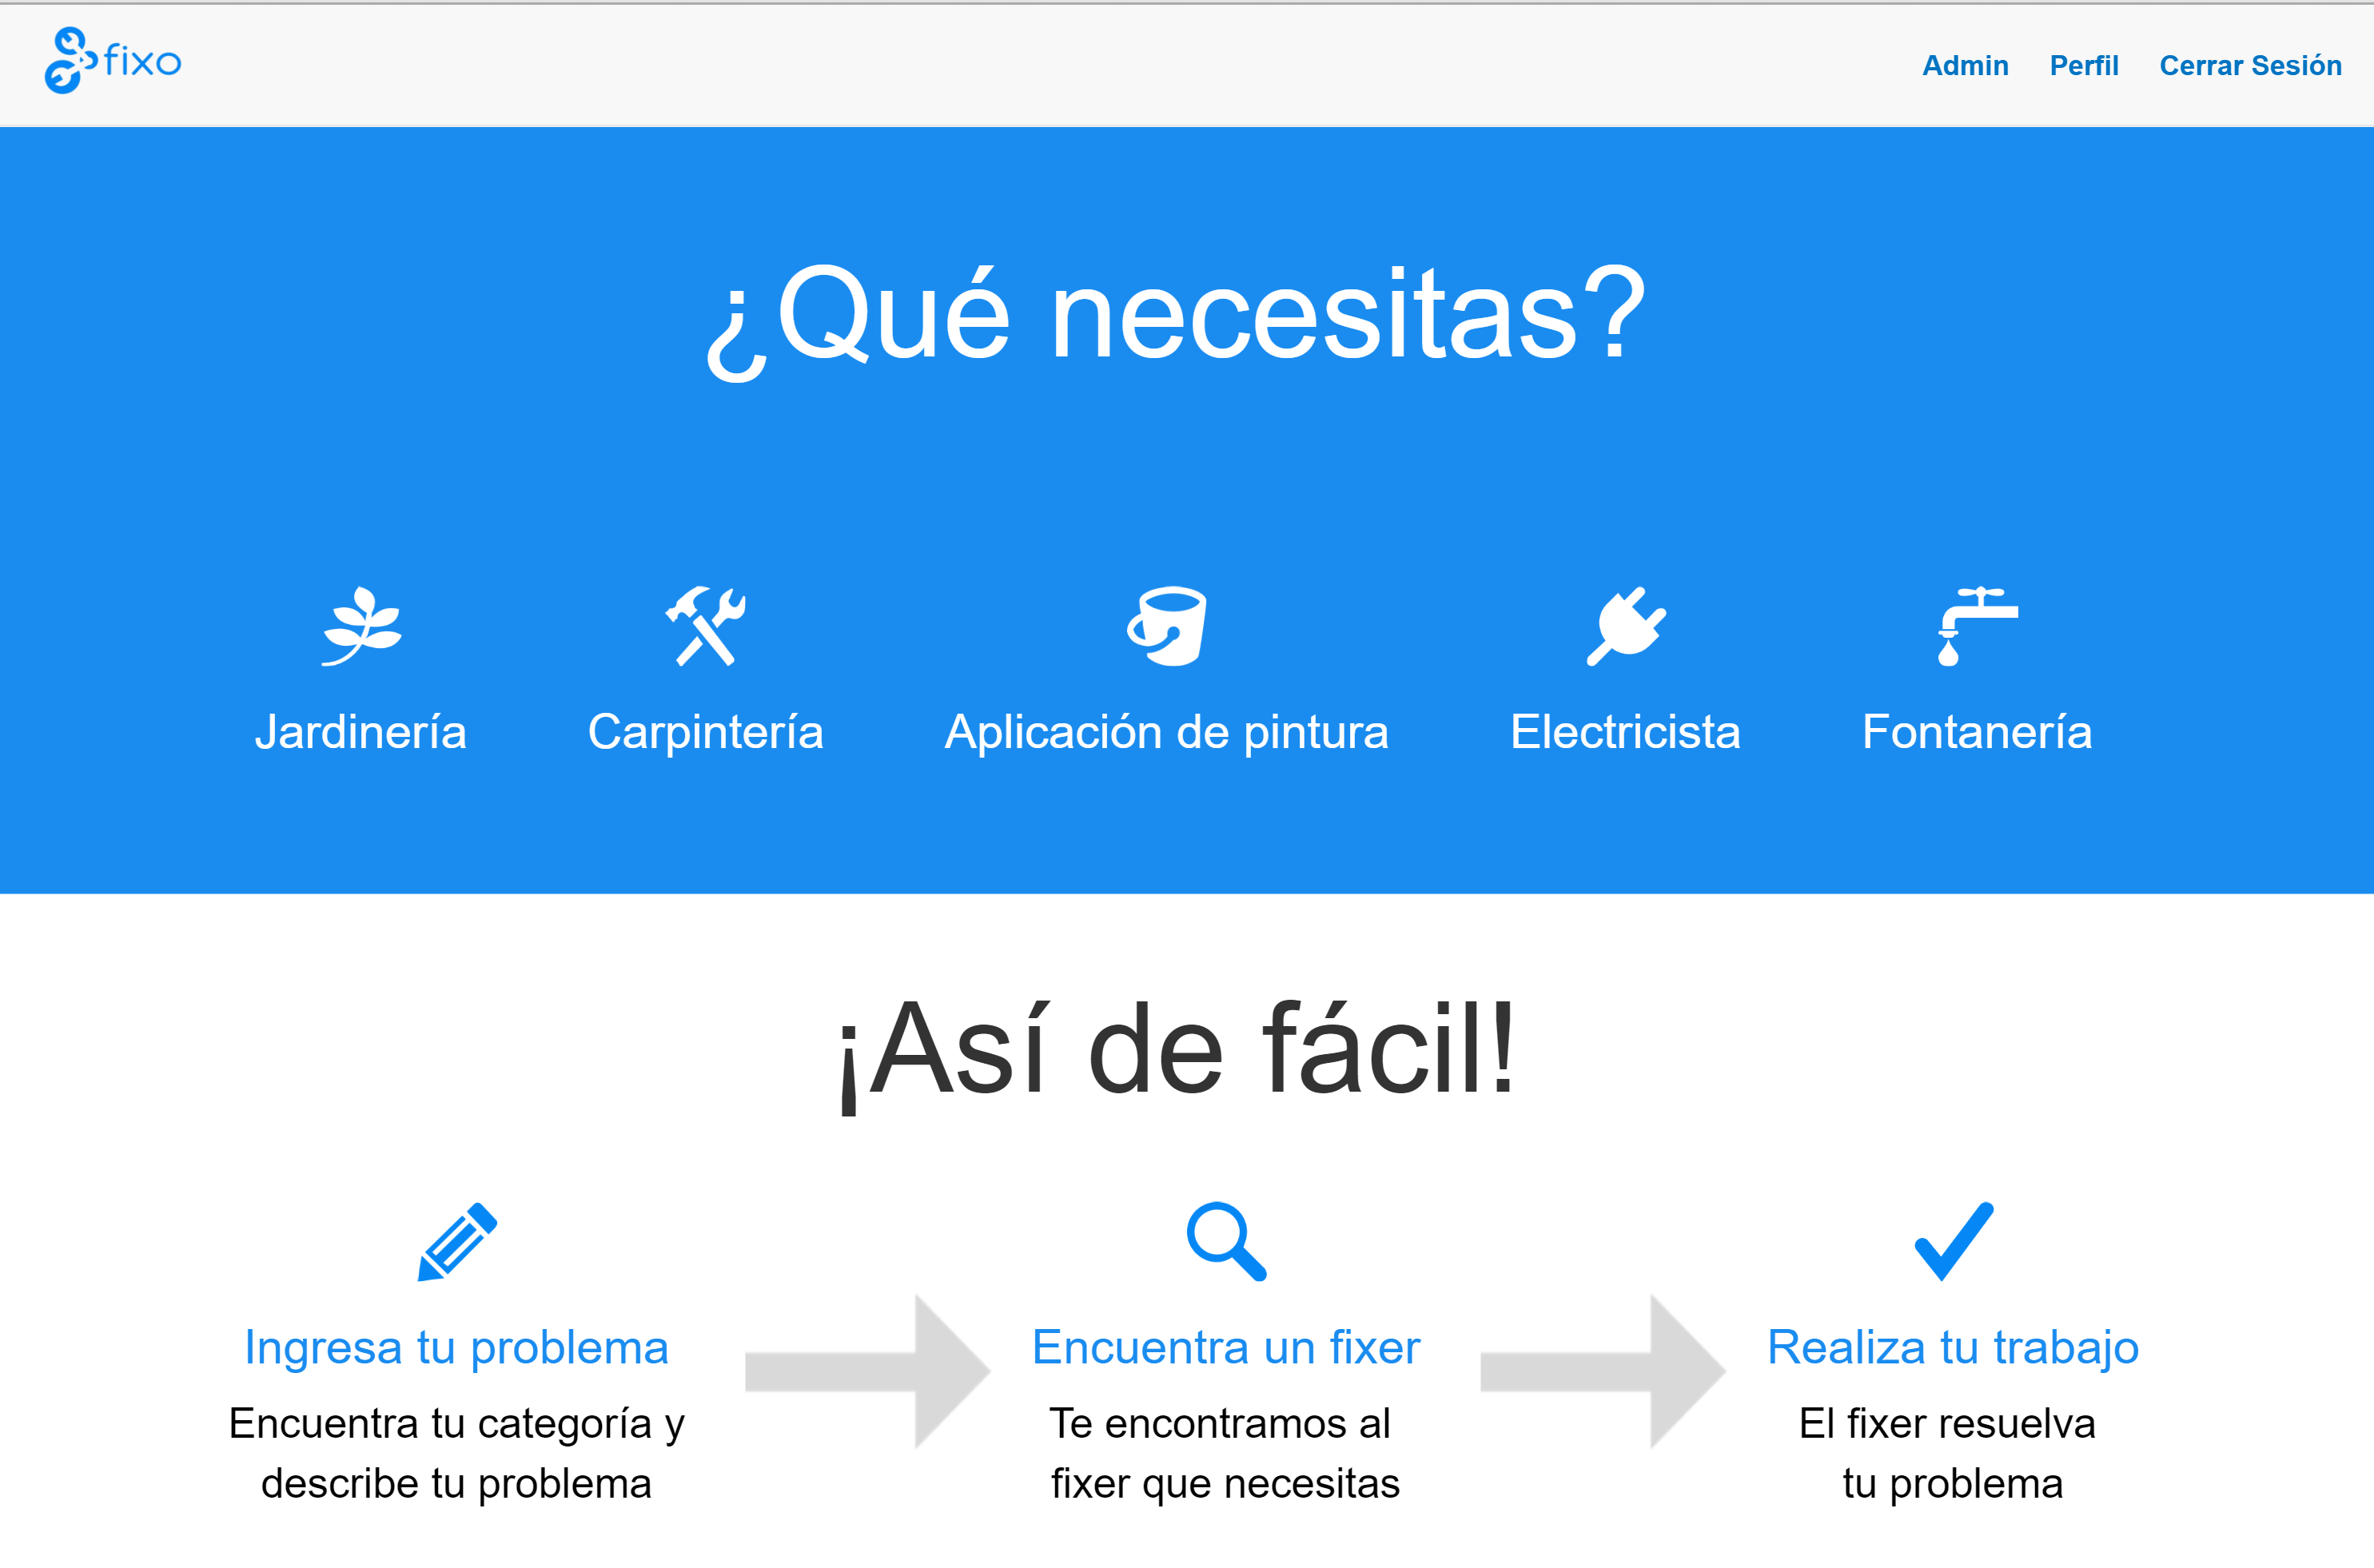 fixo
Admin Perfil Cerrar Sesión
¿Qué necesitas?
Jardinería Carpintería Aplicación de pintura Electricista Fontanería
¡Así de fácil!
Ingresa tu problema Encuentra un fixer Realiza tu trabajo
Encuentra tu categoría y Te encontramos al El fixer resuelva
describe tu problema fixer que necesitas tu problema